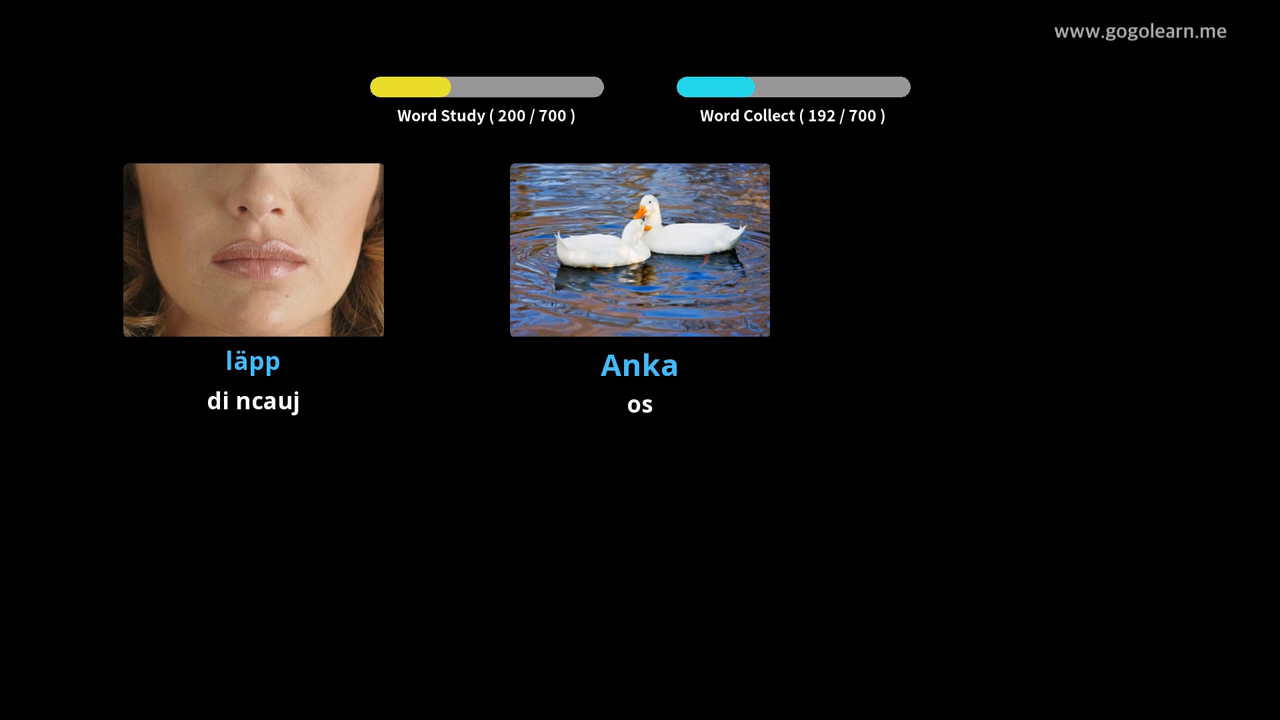 www.gogolearn.me
Word Study ( 200 / 700 )
Word Collect ( 192 / 700 )
läpp
di ncauj
Anka
os